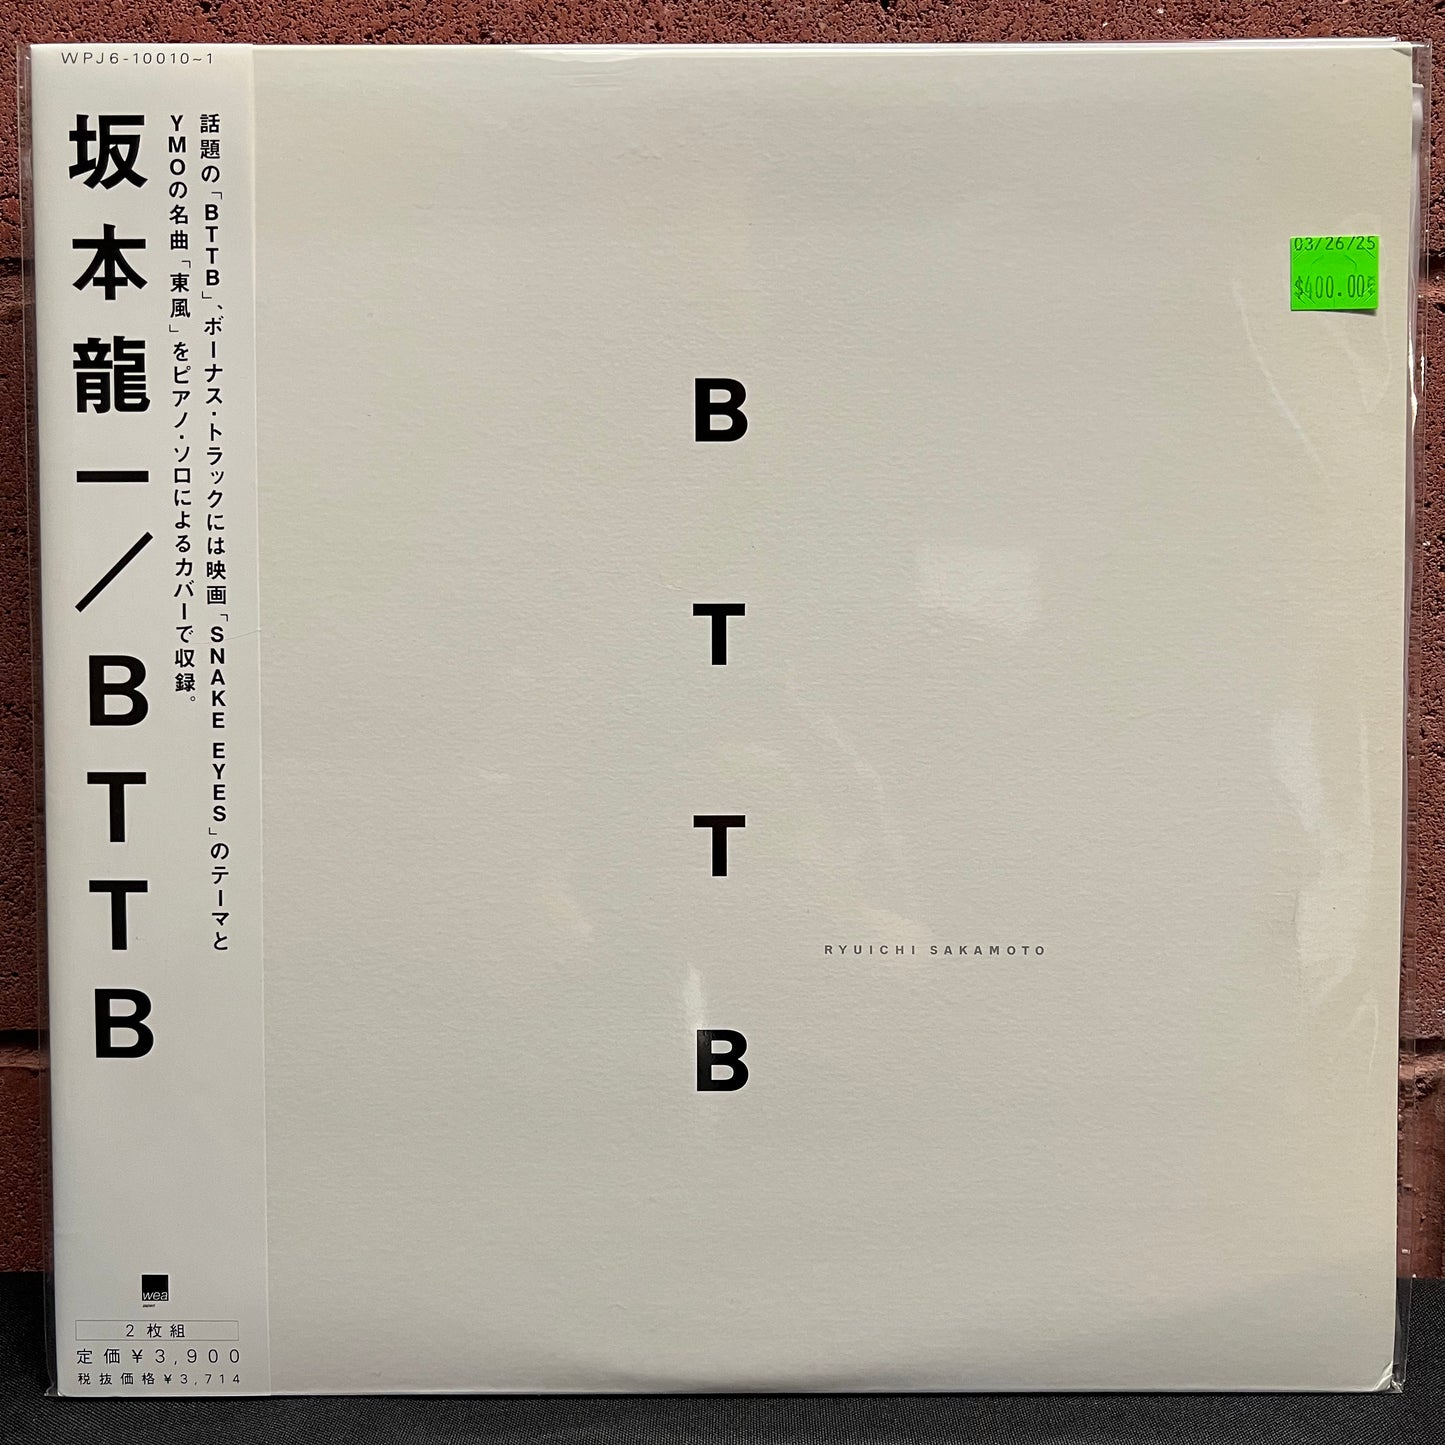 WPJ6-10010~1
坂本龍一／BTTB
話題の「BTTB」、ボーナス・トラックには映画「SNAKE EYES」のテーマと
YMOの名曲「東風」をピアノ・ソロによるカバーで収録。
wea
2枚組
定価¥3,900
税抜価格¥3,714
B
T
T
B
RYUICHI SAKAMOTO
03/26/25
$400.00